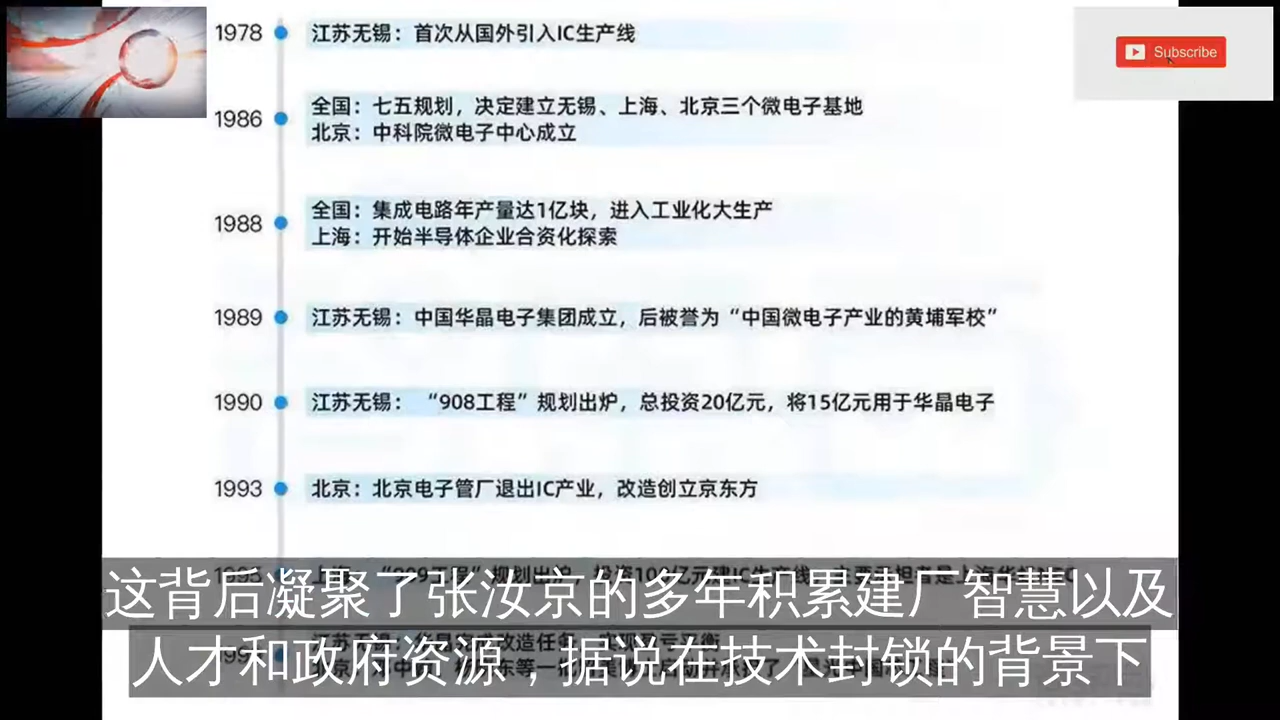 Subscribe
1978 江苏无锡：首次从国外引入IC生产线
1986 全国：七五规划，决定建立无锡、上海、北京三个微电子基地
北京：中科院微电子中心成立
1988 全国：集成电路年产量达1亿块，进入工业化大生产
上海：开始半导体企业合资化探索
1989 江苏无锡：中国华晶电子集团成立，后被誉为“中国微电子产业的黄埔军校”
1990 江苏无锡：“908工程”规划出炉，总投资20亿元，将15亿元用于华晶电子
1993 北京：北京电子管厂退出IC产业，改造创立京东方
这背后凝聚了张汝京的多年积累建厂智慧以及
人才和政府资源，据说在技术封锁的背景下